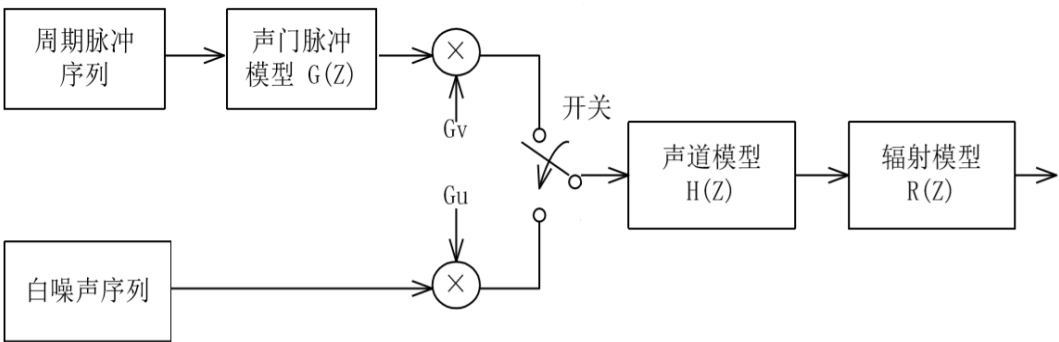 周期脉冲
序列
声门脉冲
模型 G(Z)
×
Gv
开关
声道模型
H(Z)
辐射模型
R(Z)
Gu
×
白噪声序列